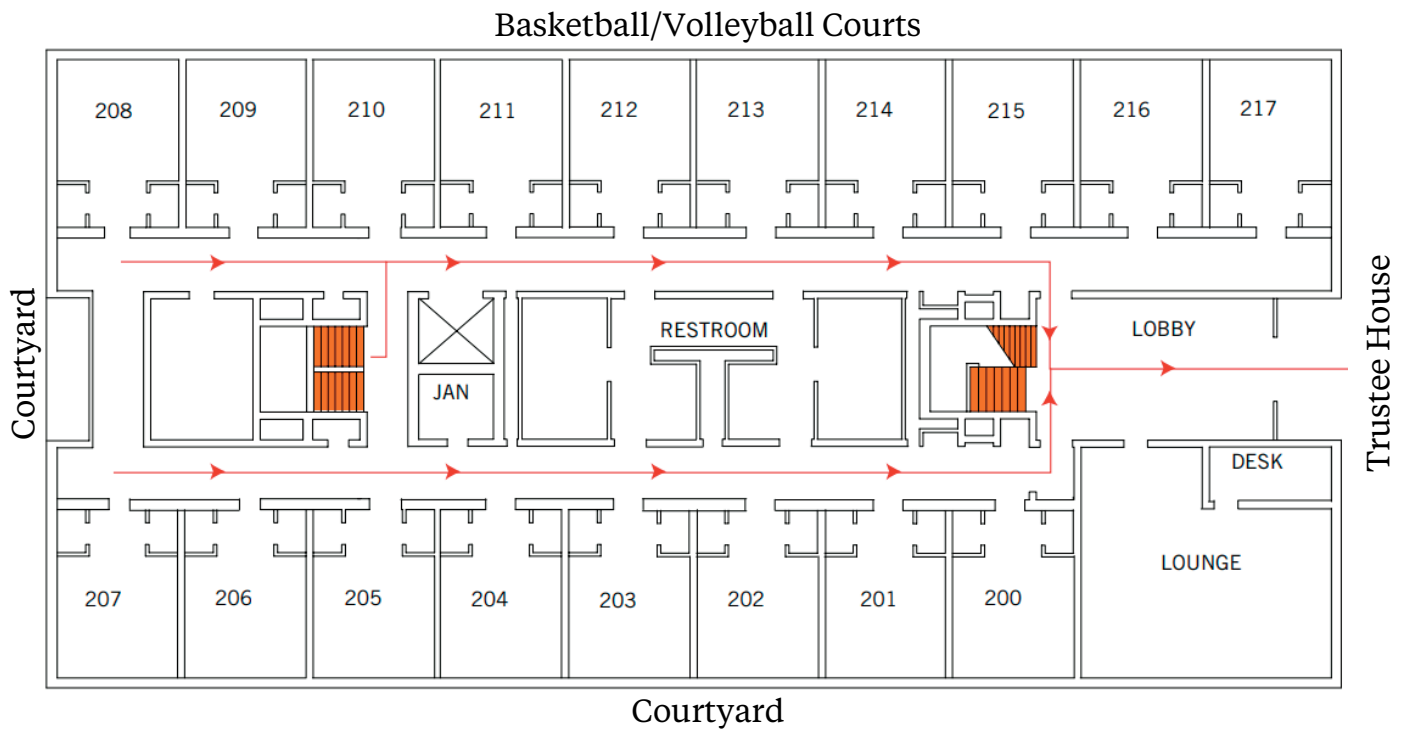 Basketball/Volleyball Courts
208 209 210 211 212 213 214 215 216 217
Courtyard
RESTROOM
LOBBY
Trustee House
JAN
DESK
LOUNGE
207 206 205 204 203 202 201 200
Courtyard